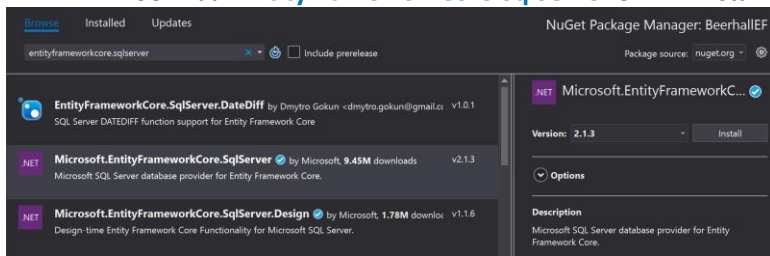 Browse Installed Updates
NuGet Package Manager: BeerhallEF
entityframeworkcore.sqlserver
Include prerelease
Package source: nuget.org
EntityFrameworkCore.SqlServer.DateDiff by Dmytro Gokun <dmytro.gokun@gmail.cc v1.0.1
SQL Server DATEDIFF function support for Entity Framework Core
.NET Microsoft.EntityFrameworkCore.SqlServer by Microsoft, 9.45M downloads v2.1.3
Microsoft SQL Server database provider for Entity Framework Core.
.NET Microsoft.EntityFrameworkCore.SqlServer.Design by Microsoft, 1.78M downloa v1.1.6
Design-time Entity Framework Core Functionality for Microsoft SQL Server.
.NET Microsoft.EntityFrameworkC...
Version: 2.1.3 Install
Options
Description
Microsoft SQL Server database provider for Entity
Framework Core.